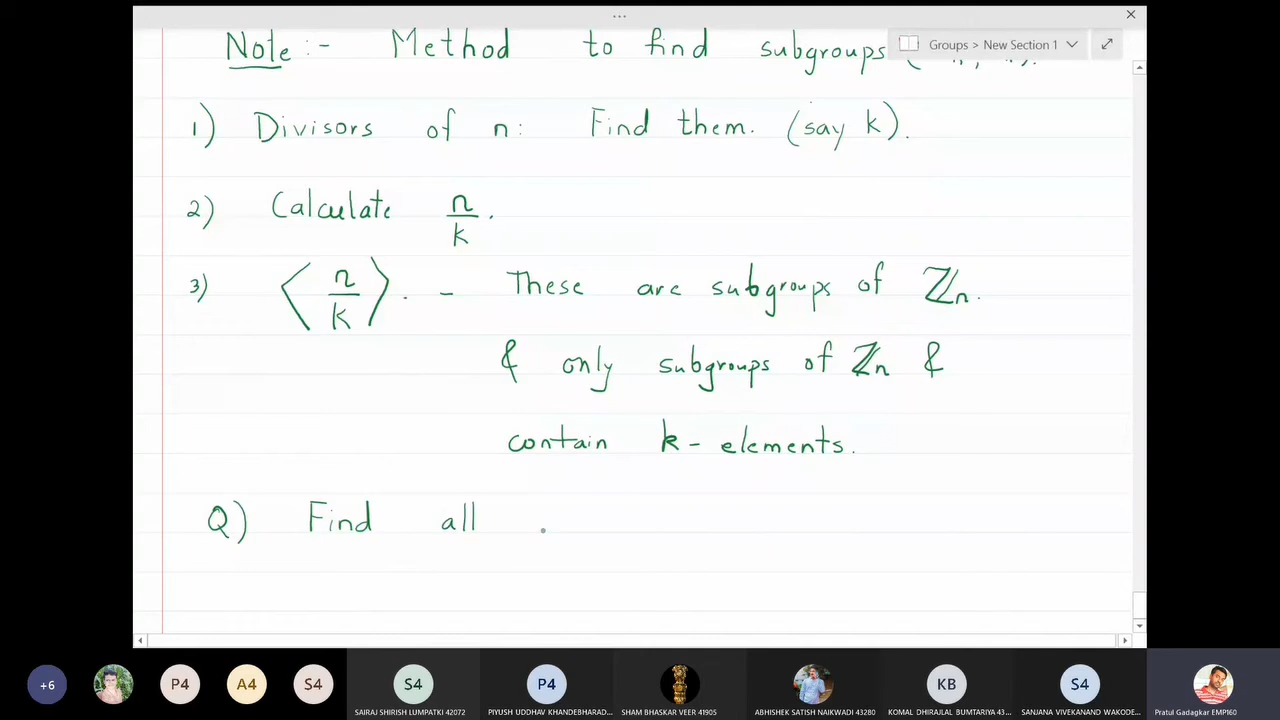 Note :- Method to find subgroups
Groups > New Section 1
1) Divisors of n: Find them. (say k).
2) Calculate n/k.
3) ⟨n/k⟩. - These are subgroups of ℤn.
& only subgroups of ℤn &
contain k- elements.
Q) Find all
+6
P4
A4
S4
S4
P4
KB
S4
SAIRAJ SHIRISH LUMPATKI 42072
PIYUSH UDDHAV KHANDEBHARAD...
SHAM BHASKAR VEER 41905
ABHISHEK SATISH NAIKWADI 43280
KOMAL DHIRAJLAL BUMTARIYA 43...
SANJANA VIVEKANAND WAKODE...
Pratul Gadagkar EMP160